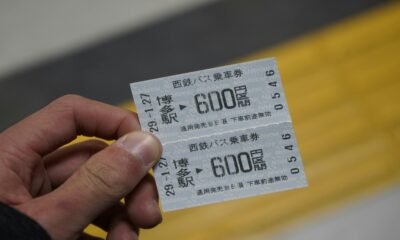 西鉄バス乗車券
29-1.27
博多駅 ▶ 600円区間
0546
通用発売当日限 下車前途無効
西鉄バス乗車券
29-1.27
博多駅 ▶ 600円区間
0546
通用発売当日限 下車前途無効